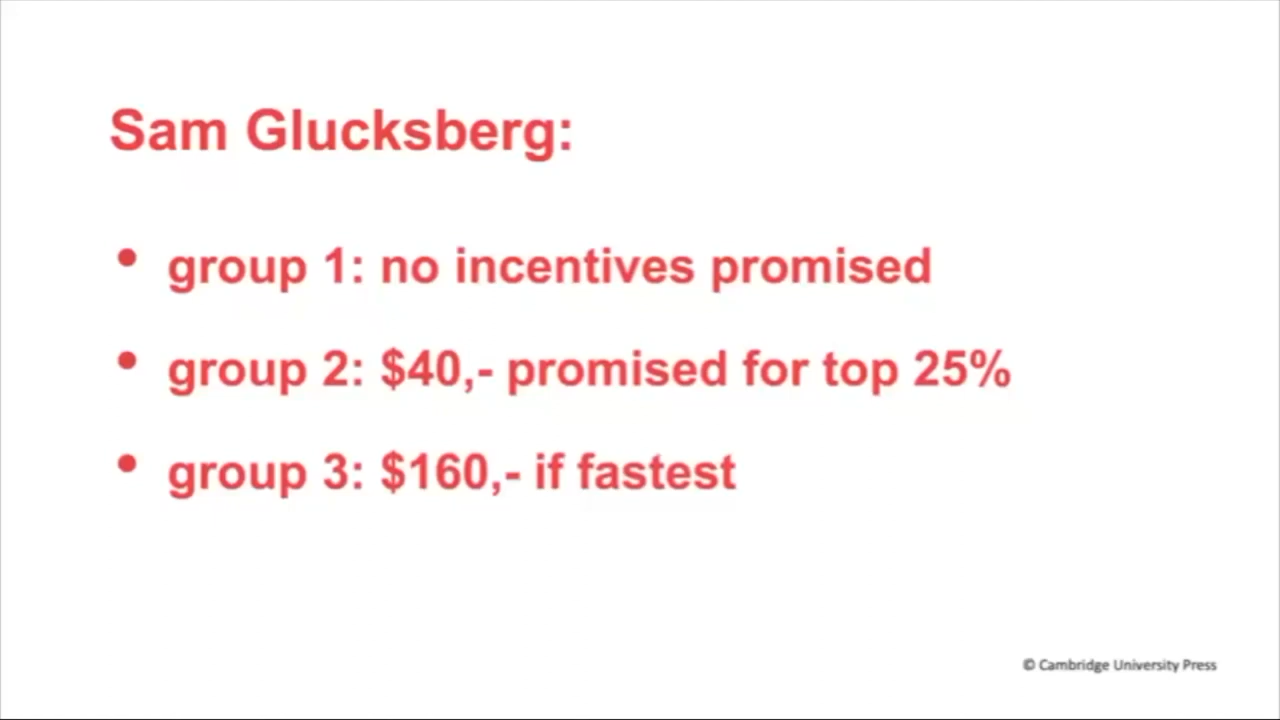 Sam Glucksberg:
• group 1: no incentives promised
• group 2: $40,- promised for top 25%
• group 3: $160,- if fastest
© Cambridge University Press